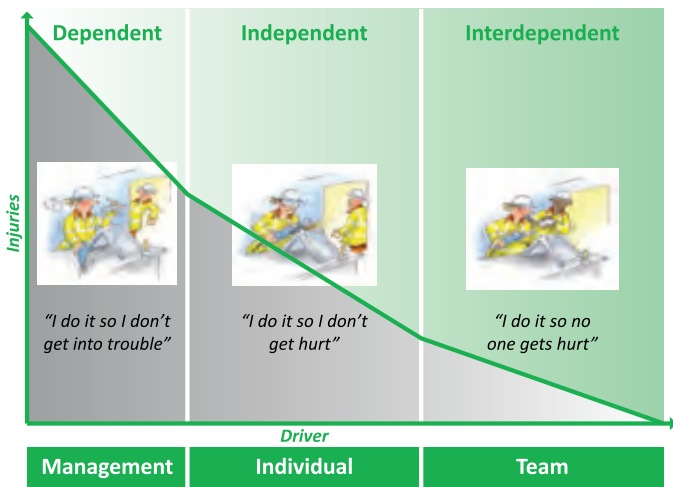 Dependent
Independent
Interdependent
Injuries
“I do it so I don’t
get into trouble”
“I do it so I don’t
get hurt”
“I do it so no
one gets hurt”
Driver
Management
Individual
Team